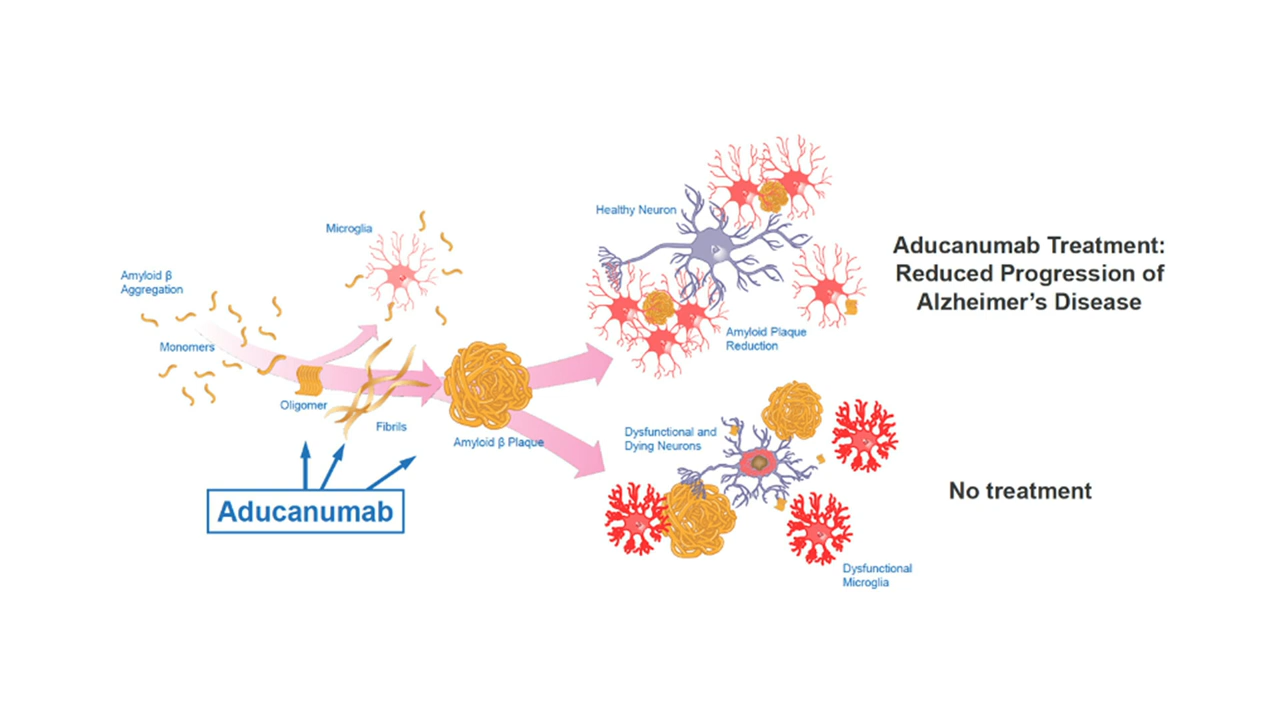 Amyloid β
Aggregation
Monomers
Microglia
Oligomer
Fibrils
Amyloid β Plaque
Aducanumab
Healthy Neuron
Amyloid Plaque
Reduction
Aducanumab Treatment:
Reduced Progression of
Alzheimer's Disease
Dysfunctional and
Dying Neurons
No treatment
Dysfunctional
Microglia